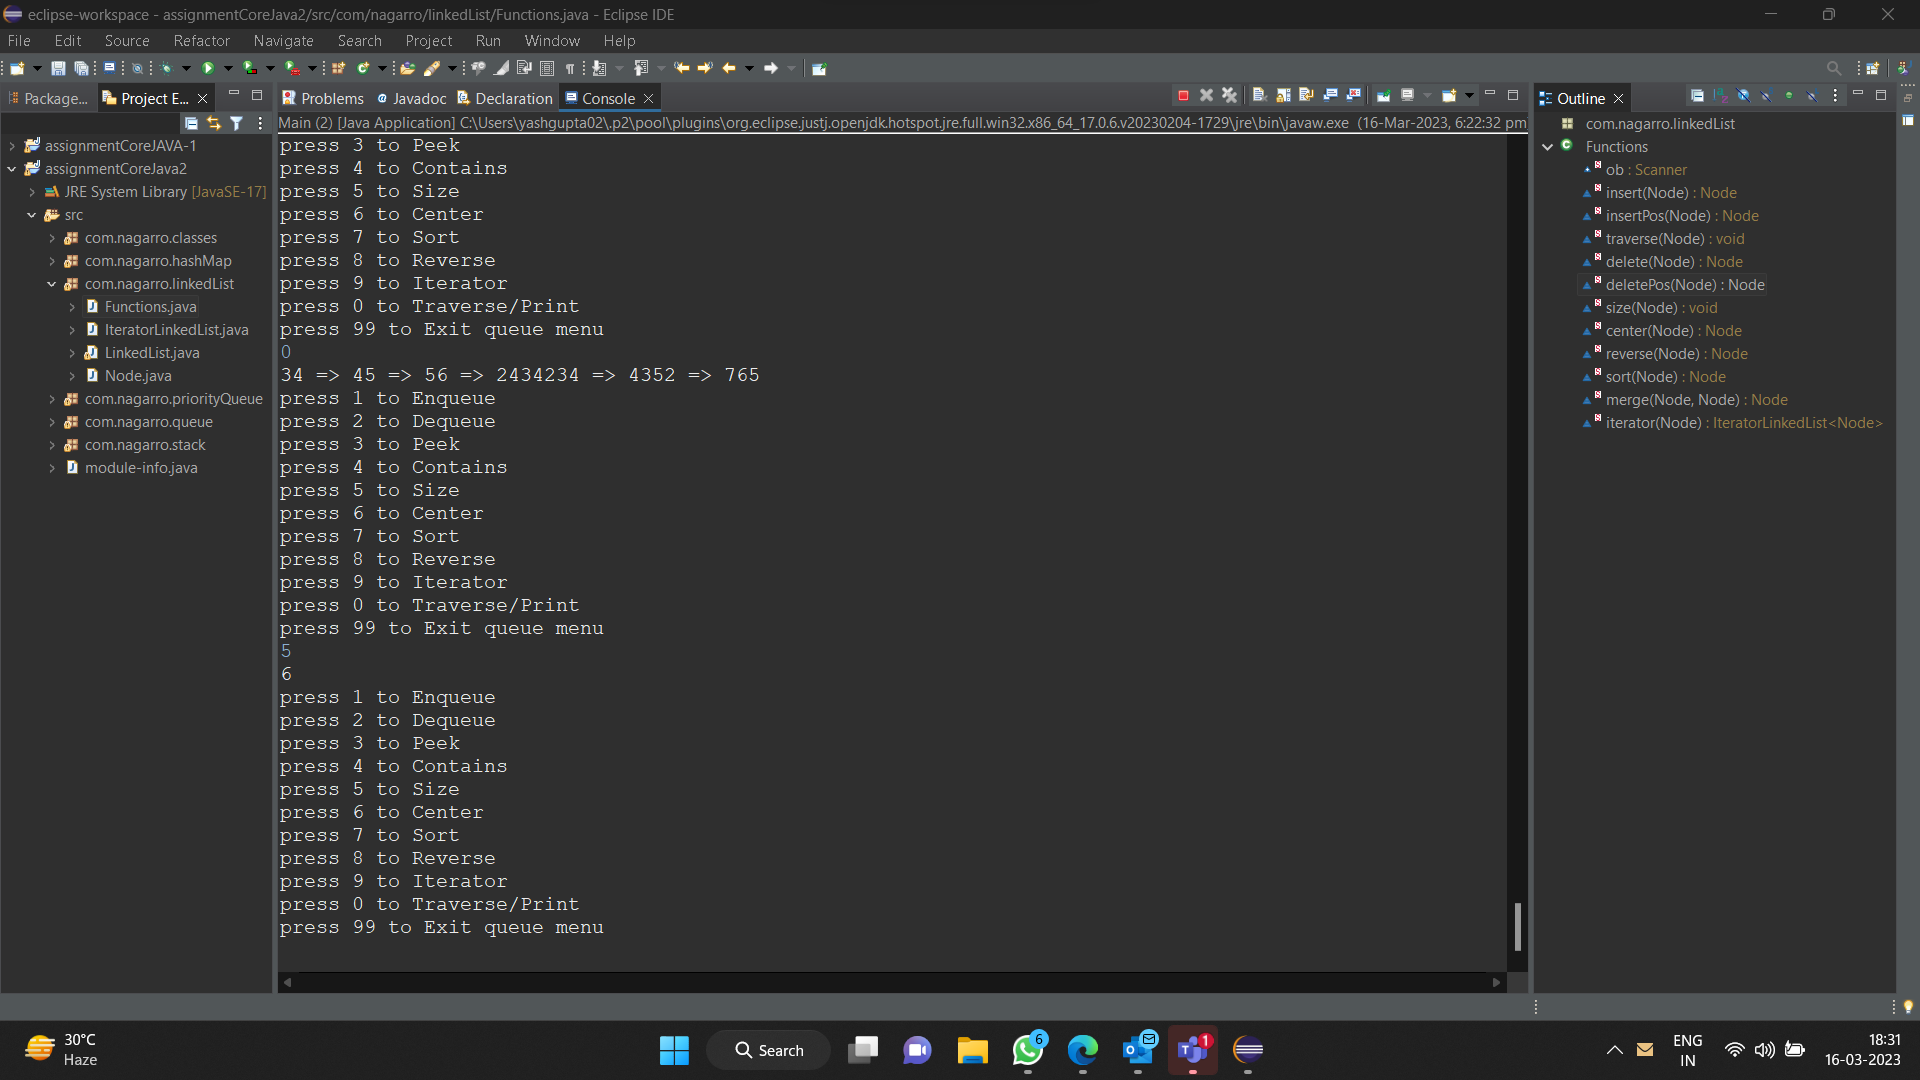 eclipse-workspace - assignmentCoreJava2/src/com/nagarro/linkedList/Functions.java - Eclipse IDE
File Edit Source Refactor Navigate Search Project Run Window Help
Package... Project E...
assignmentCoreJAVA-1
assignmentCoreJava2
JRE System Library [JavaSE-17]
src
com.nagarro.classes
com.nagarro.hashMap
com.nagarro.linkedList
Functions.java
IteratorLinkedList.java
LinkedList.java
Node.java
com.nagarro.priorityQueue
com.nagarro.queue
com.nagarro.stack
module-info.java
Problems Javadoc Declaration Console
Main (2) [Java Application] C:\Users\yashgupta02\.p2\pool\plugins\org.eclipse.justj.openjdk.hotspot.jre.full.win32.x86_64_17.0.6.v20230204-1729\jre\bin\javaw.exe (16-Mar-2023, 6:22:32 pm
press 3 to Peek
press 4 to Contains
press 5 to Size
press 6 to Center
press 7 to Sort
press 8 to Reverse
press 9 to Iterator
press 0 to Traverse/Print
press 99 to Exit queue menu
0
34 => 45 => 56 => 2434234 => 4352 => 765
press 1 to Enqueue
press 2 to Dequeue
press 3 to Peek
press 4 to Contains
press 5 to Size
press 6 to Center
press 7 to Sort
press 8 to Reverse
press 9 to Iterator
press 0 to Traverse/Print
press 99 to Exit queue menu
5
6
press 1 to Enqueue
press 2 to Dequeue
press 3 to Peek
press 4 to Contains
press 5 to Size
press 6 to Center
press 7 to Sort
press 8 to Reverse
press 9 to Iterator
press 0 to Traverse/Print
press 99 to Exit queue menu
Outline
com.nagarro.linkedList
Functions
ob : Scanner
insert(Node) : Node
insertPos(Node) : Node
traverse(Node) : void
delete(Node) : Node
deletePos(Node) : Node
size(Node) : void
center(Node) : Node
reverse(Node) : Node
sort(Node) : Node
merge(Node, Node) : Node
iterator(Node) : IteratorLinkedList<Node>
30°C
Haze
Search
6
1
ENG
IN
18:31
16-03-2023